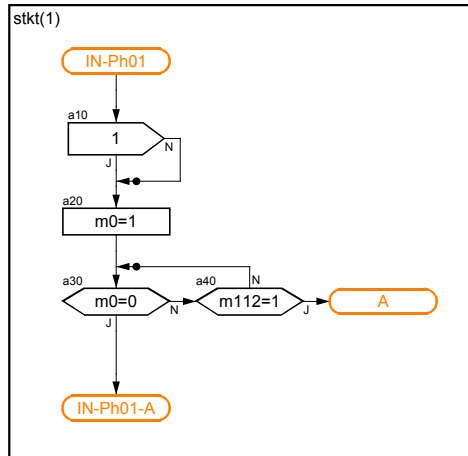 stkt(1)
IN-Ph01
a10
1
N
J
a20
m0=1
N
a30
a40
m0=0
m112=1
A
J
N
J
IN-Ph01-A